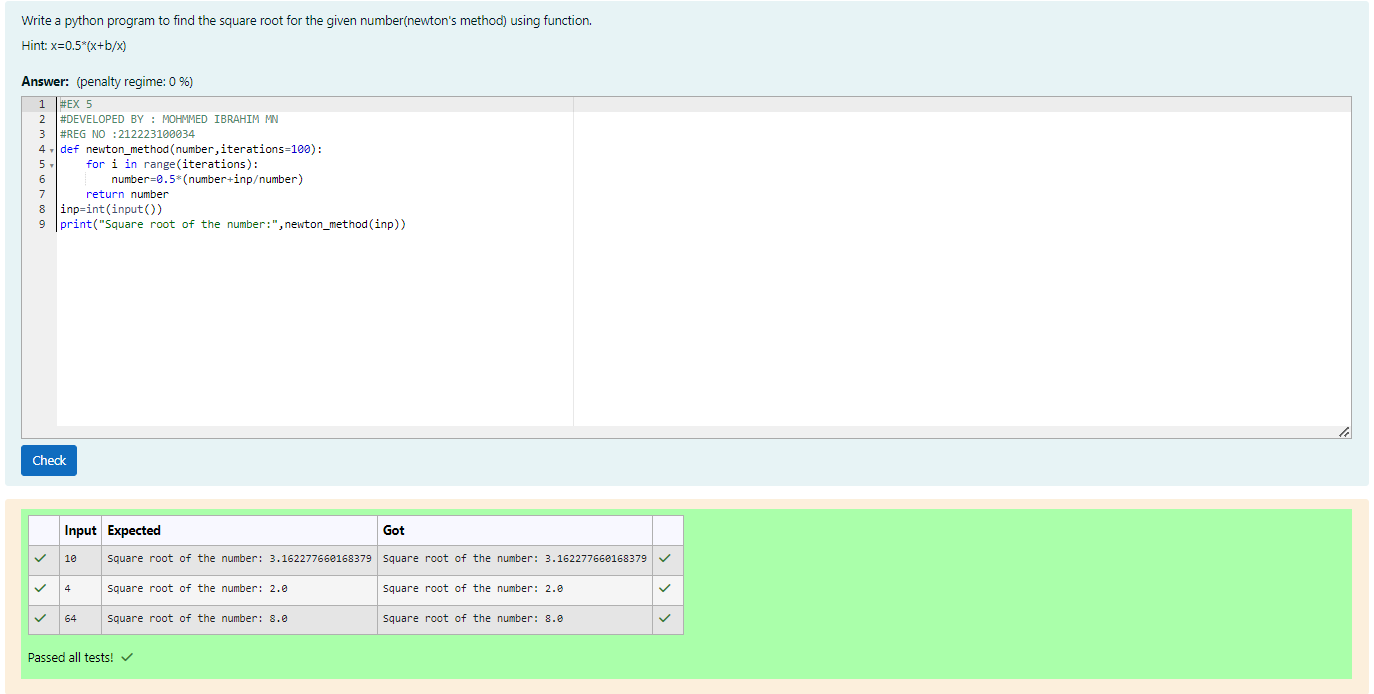 Write a python program to find the square root for the given number(newton's method) using function.
Hint: x=0.5*(x+b/x)
Answer: (penalty regime: 0 %)
1 #EX 5
2 #DEVELOPED BY : MOHMMED IBRAHIM MN
3 #REG NO :212223100034
4 def newton_method(number,iterations=100):
5     for i in range(iterations):
6         number=0.5*(number+inp/number)
7     return number
8 inp=int(input())
9 print("Square root of the number:",newton_method(inp))
Check
Input Expected Got
✓ 10 Square root of the number: 3.162277660168379 Square root of the number: 3.162277660168379 ✓
✓ 4 Square root of the number: 2.0 Square root of the number: 2.0 ✓
✓ 64 Square root of the number: 8.0 Square root of the number: 8.0 ✓
Passed all tests! ✓